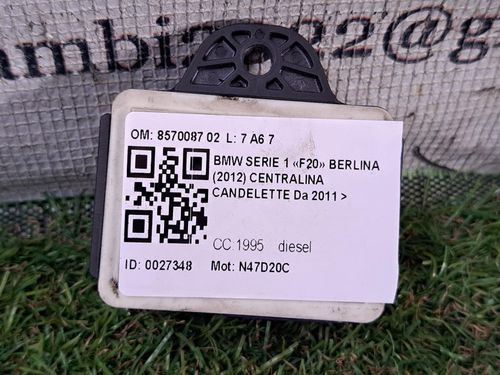 mbi2002@g
OM: 8570087 02 L: 7 A6 7
BMW SERIE 1 «F20» BERLINA
(2012) CENTRALINA
CANDELETTE Da 2011 >
CC:1995 diesel
ID: 0027348 Mot: N47D20C